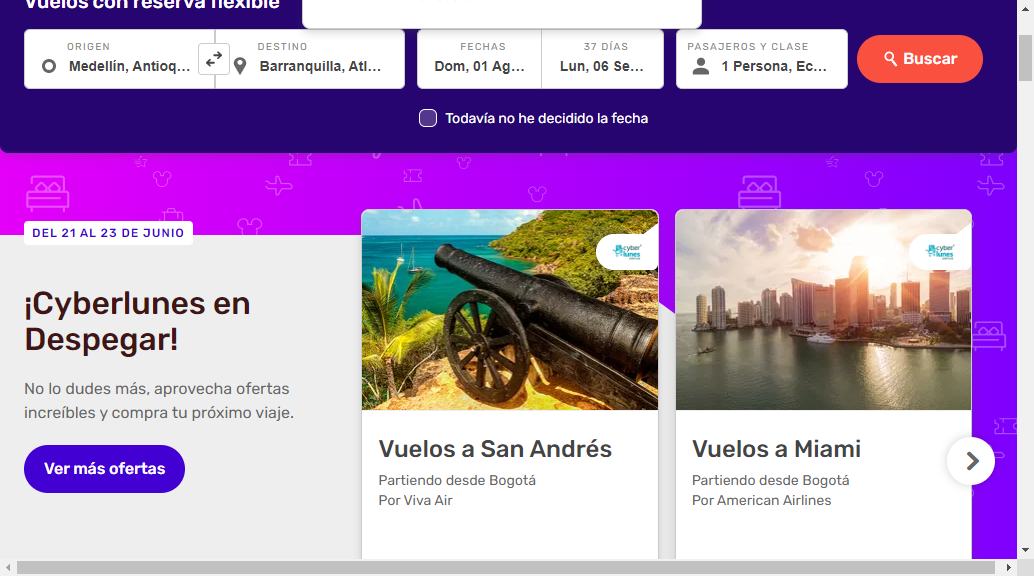 Vuelos con reserva flexible
ORIGEN
Medellín, Antioq...
DESTINO
Barranquilla, Atl...
FECHAS
Dom, 01 Ag...
37 DÍAS
Lun, 06 Se...
PASAJEROS Y CLASE
1 Persona, Ec...
Buscar
Todavía no he decidido la fecha
DEL 21 AL 23 DE JUNIO
¡Cyberlunes en
Despegar!
No lo dudes más, aprovecha ofertas
increíbles y compra tu próximo viaje.
Ver más ofertas
cyber
lunes
Vuelos a San Andrés
Partiendo desde Bogotá
Por Viva Air
cyber
lunes
Vuelos a Miami
Partiendo desde Bogotá
Por American Airlines